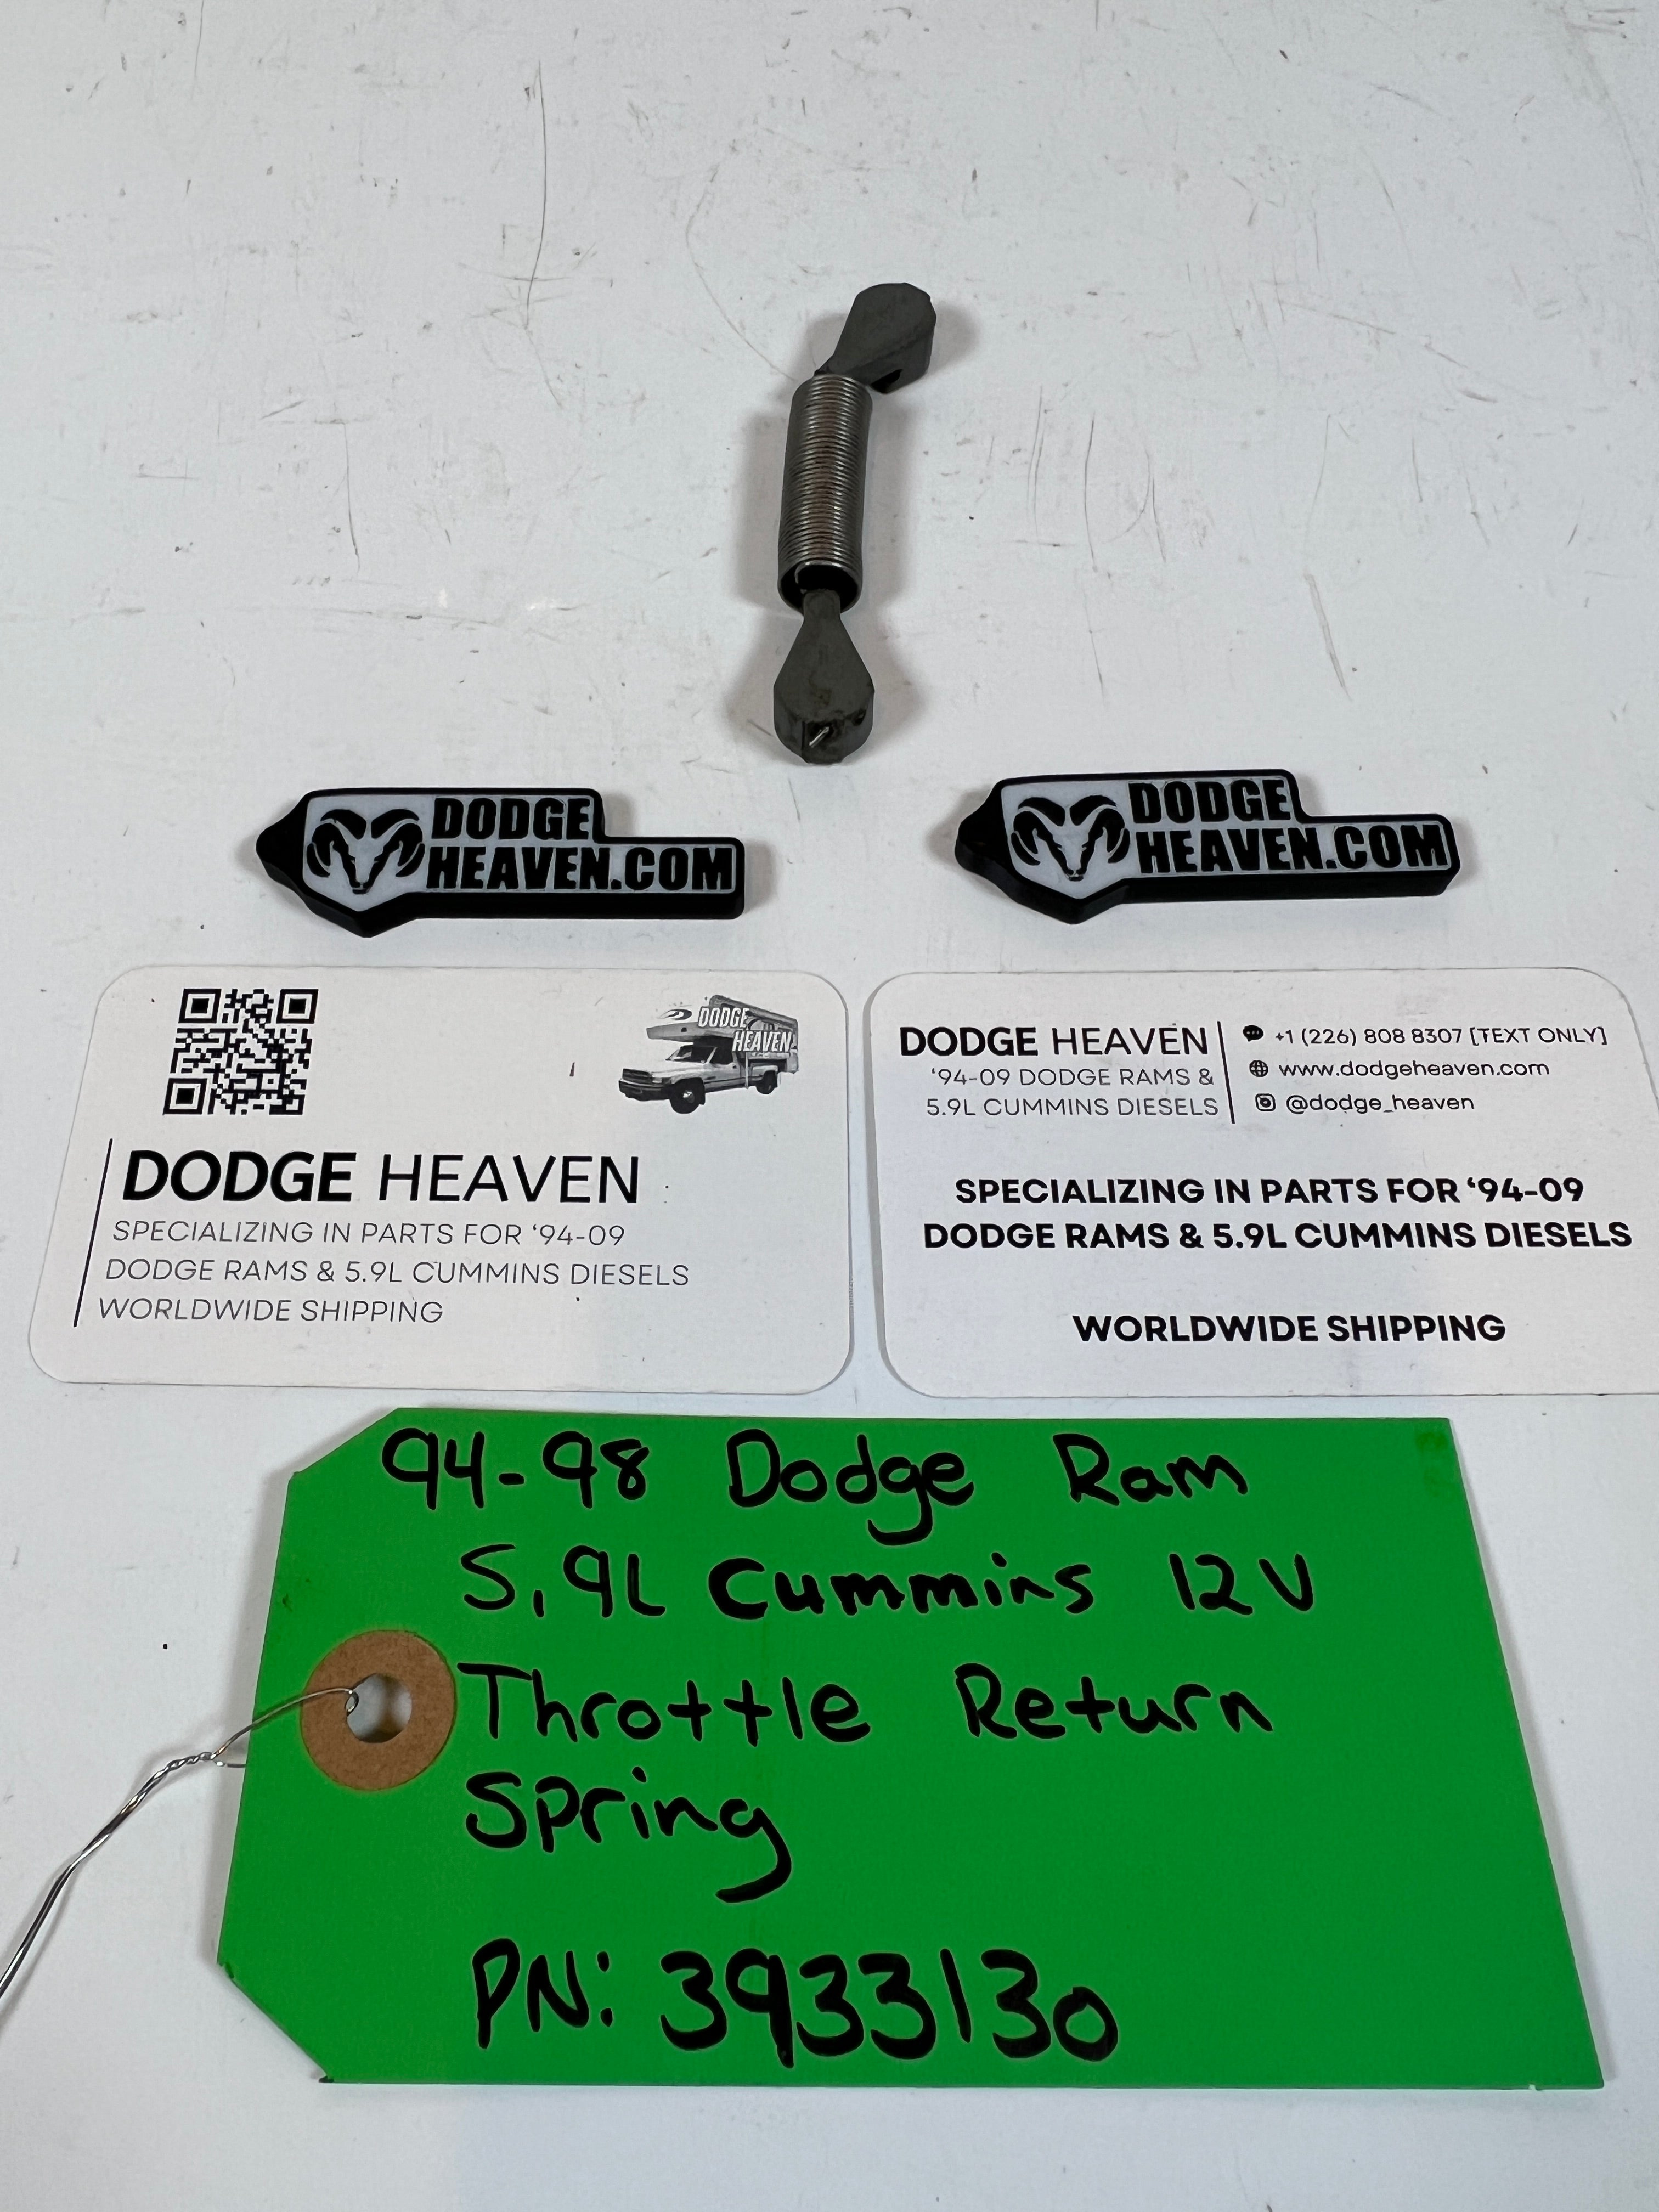 DODGE
HEAVEN.COM
DODGE
HEAVEN.COM
DODGE
HEAVEN
DODGE HEAVEN
SPECIALIZING IN PARTS FOR ‘94-09
DODGE RAMS & 5.9L CUMMINS DIESELS
WORLDWIDE SHIPPING
DODGE HEAVEN
‘94-09 DODGE RAMS &
5.9L CUMMINS DIESELS
+1 (226) 808 8307 [TEXT ONLY]
www.dodgeheaven.com
@dodge_heaven
SPECIALIZING IN PARTS FOR ‘94-09
DODGE RAMS & 5.9L CUMMINS DIESELS
WORLDWIDE SHIPPING
94-98 Dodge Ram
5.9L Cummins 12V
Throttle Return
Spring
PN: 3933130